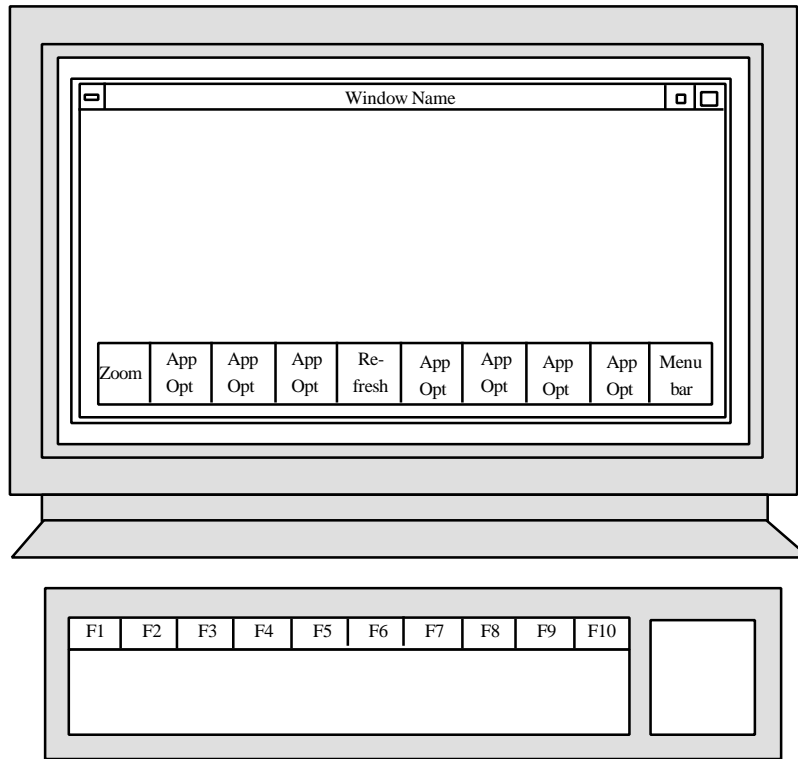 Window Name
Zoom App App App Re- App App App App Menu
Opt Opt Opt fresh Opt Opt Opt Opt bar
F1 F2 F3 F4 F5 F6 F7 F8 F9 F10